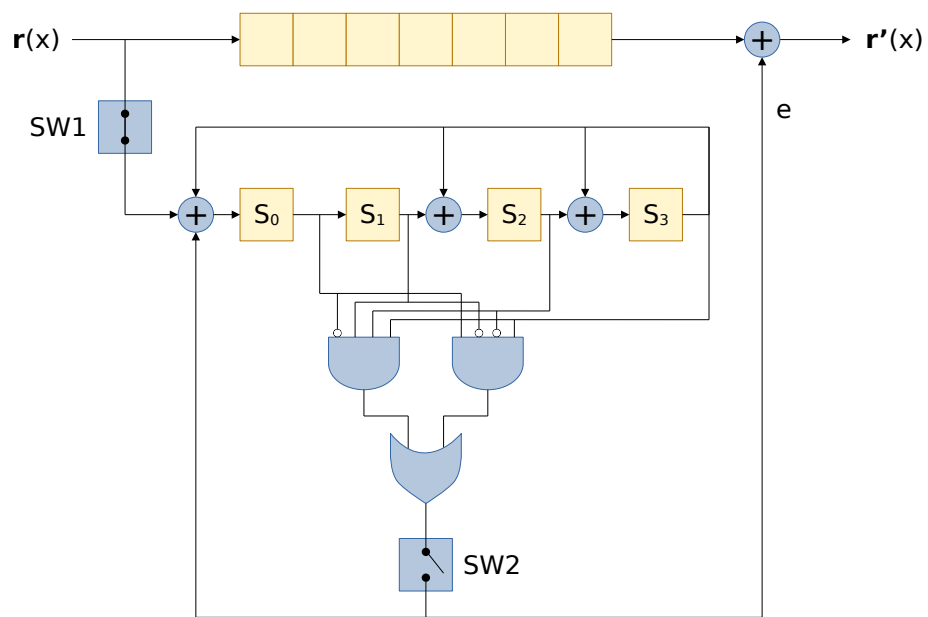 r(x)
+
r'(x)
SW1
e
+
S₀
S₁
+
S₂
+
S₃
SW2